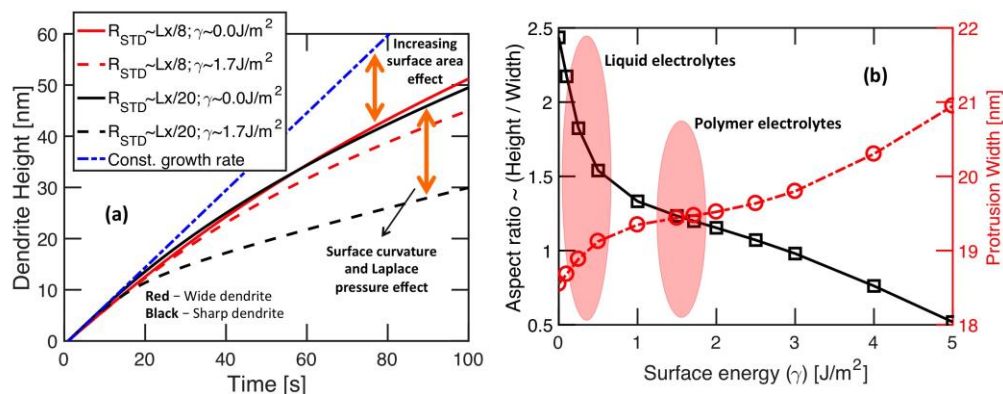 R_STD~Lx/8; γ~0.0J/m²
R_STD~Lx/8; γ~1.7J/m²
R_STD~Lx/20; γ~0.0J/m²
R_STD~Lx/20; γ~1.7J/m²
Const. growth rate
Increasing
surface area
effect
(a)
Surface curvature
and Laplace
pressure effect
Red – Wide dendrite
Black – Sharp dendrite
Dendrite Height [nm]
60
50
40
30
20
10
0
0 20 40 60 80 100
Time [s]
(b)
Liquid electrolytes
Polymer electrolytes
Aspect ratio ~ (Height / Width)
2.5
2
1.5
1
0.5
Protrusion Width [nm]
22
21
20
19
18
0 1 2 3 4 5
Surface energy (γ) [J/m²]